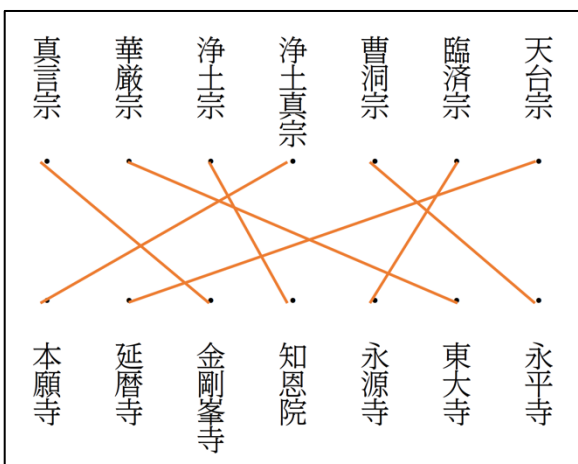 真言宗
華厳宗
浄土宗
浄土真宗
曹洞宗
臨済宗
天台宗
本願寺
延暦寺
金剛峯寺
知恩院
永源寺
東大寺
永平寺